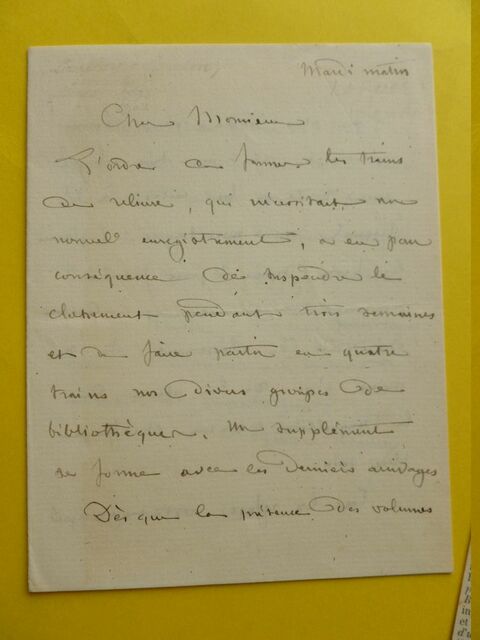 Mardi matin
Cher Monsieur
L'ordre de former les trains
de reliure, qui nécessitait un
nouvel enregistrement, a eu pour
conséquence de suspendre le
classement pendant trois semaines
et de faire partir en quatre
trains nos divers groupes de
bibliothèques. Un supplément
se forme avec les derniers arrivages
Dès que la présence des volumes